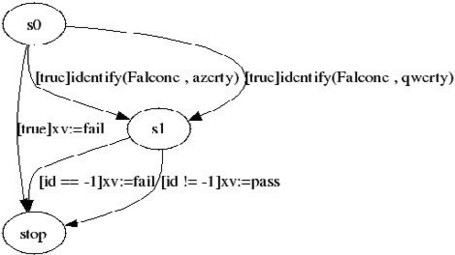 s0
[true]identify(Falcone , azerty) [true]identify(Falcone , qwerty)
[true]xv:=fail
s1
[id == -1]xv:=fail [id != -1]xv:=pass
stop